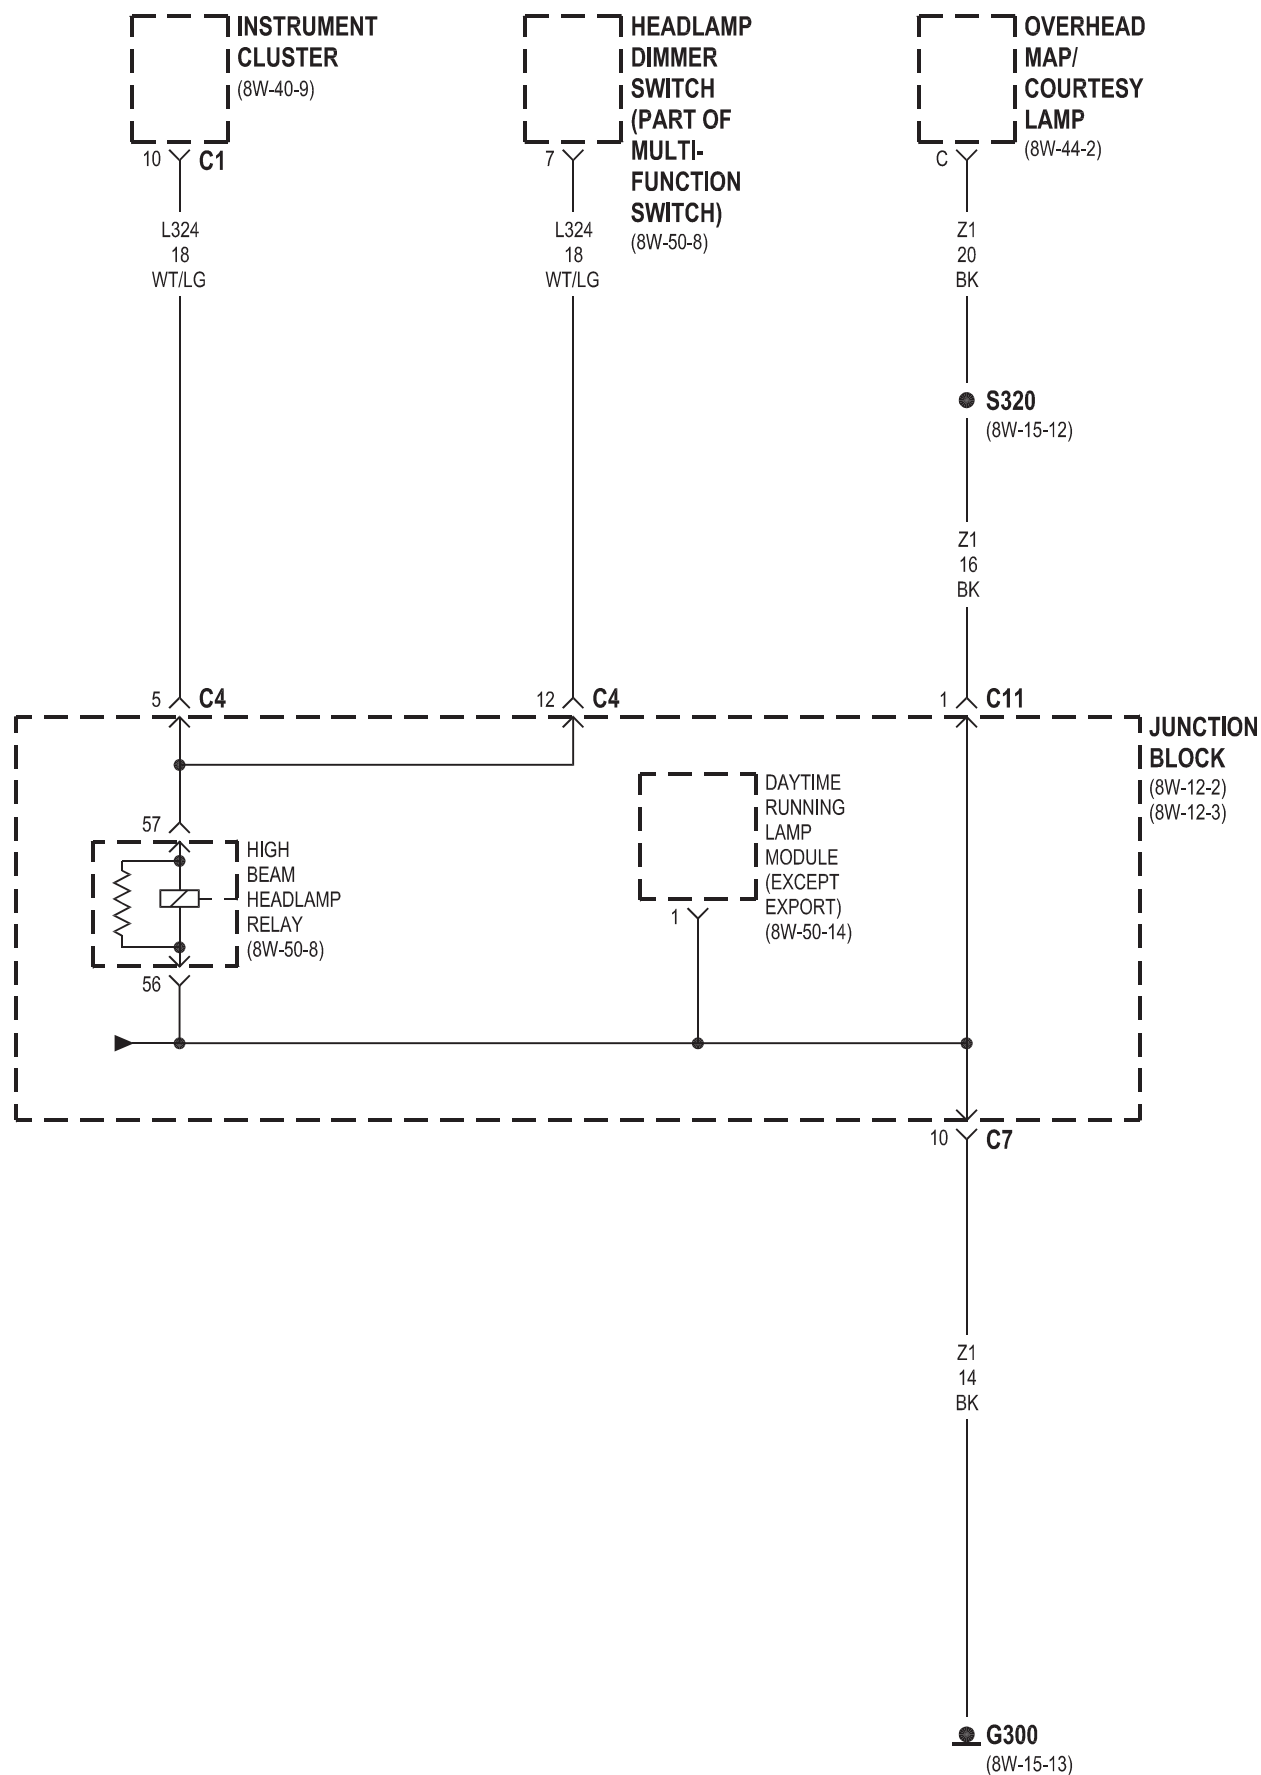 INSTRUMENT
CLUSTER
(8W-40-9)
10
C1
L324
18
WT/LG
HEADLAMP
DIMMER
SWITCH
(PART OF
MULTI-
FUNCTION
SWITCH)
(8W-50-8)
7
L324
18
WT/LG
OVERHEAD
MAP/
COURTESY
LAMP
(8W-44-2)
C
Z1
20
BK
S320
(8W-15-12)
Z1
16
BK
5
C4
12
C4
1
C11
JUNCTION
BLOCK
(8W-12-2)
(8W-12-3)
57
HIGH
BEAM
HEADLAMP
RELAY
(8W-50-8)
56
DAYTIME
RUNNING
LAMP
MODULE
(EXCEPT
EXPORT)
(8W-50-14)
1
10
C7
Z1
14
BK
G300
(8W-15-13)